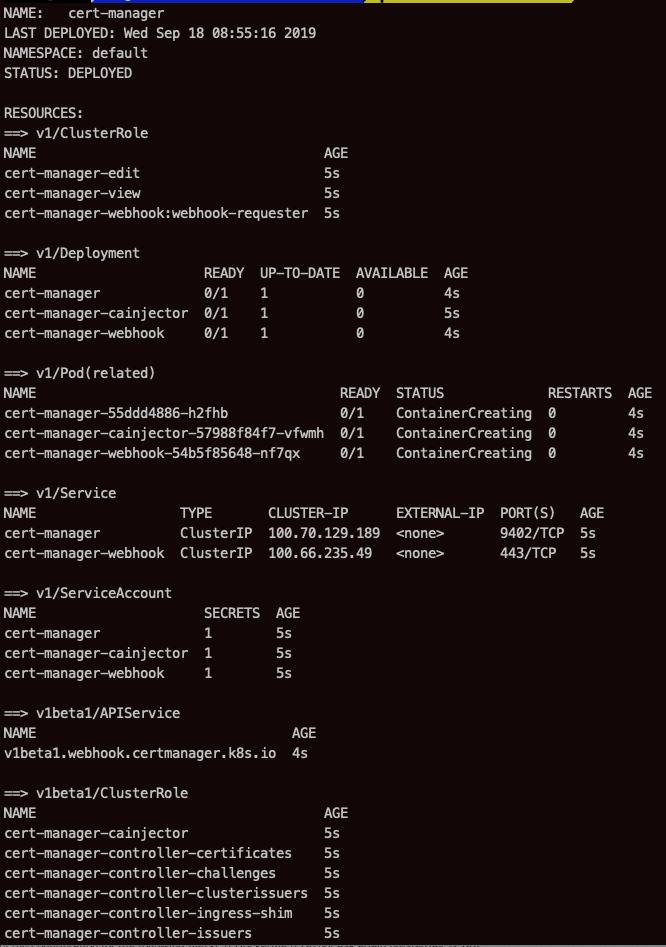 NAME:   cert-manager
LAST DEPLOYED: Wed Sep 18 08:55:16 2019
NAMESPACE: default
STATUS: DEPLOYED

RESOURCES:
==> v1/ClusterRole
NAME                                    AGE
cert-manager-edit                       5s
cert-manager-view                       5s
cert-manager-webhook:webhook-requester  5s

==> v1/Deployment
NAME                     READY  UP-TO-DATE  AVAILABLE  AGE
cert-manager             0/1    1           0          4s
cert-manager-cainjector  0/1    1           0          5s
cert-manager-webhook     0/1    1           0          4s

==> v1/Pod(related)
NAME                                      READY  STATUS             RESTARTS  AGE
cert-manager-55ddd4886-h2fhb              0/1    ContainerCreating  0         4s
cert-manager-cainjector-57988f84f7-vfwmh  0/1    ContainerCreating  0         4s
cert-manager-webhook-54b5f85648-nf7qx     0/1    ContainerCreating  0         4s

==> v1/Service
NAME                  TYPE       CLUSTER-IP      EXTERNAL-IP  PORT(S)   AGE
cert-manager          ClusterIP  100.70.129.189  <none>       9402/TCP  5s
cert-manager-webhook  ClusterIP  100.66.235.49   <none>       443/TCP   5s

==> v1/ServiceAccount
NAME                     SECRETS  AGE
cert-manager             1        5s
cert-manager-cainjector  1        5s
cert-manager-webhook     1        5s

==> v1beta1/APIService
NAME                                AGE
v1beta1.webhook.certmanager.k8s.io  4s

==> v1beta1/ClusterRole
NAME                                    AGE
cert-manager-cainjector                 5s
cert-manager-controller-certificates    5s
cert-manager-controller-challenges      5s
cert-manager-controller-clusterissuers  5s
cert-manager-controller-ingress-shim    5s
cert-manager-controller-issuers         5s